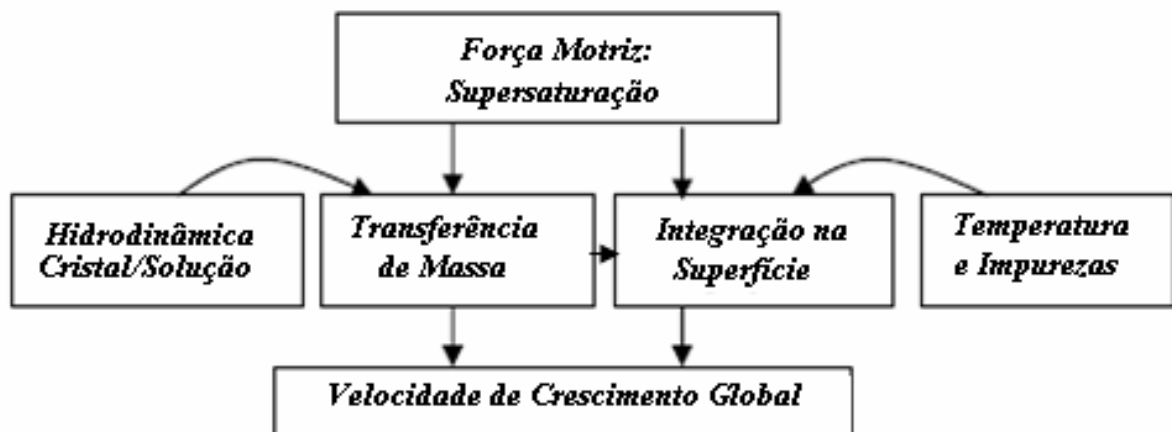 Força Motriz:
Supersaturação
Hidrodinâmica
Cristal/Solução
Transferência
de Massa
Integração na
Superfície
Temperatura
e Impurezas
Velocidade de Crescimento Global